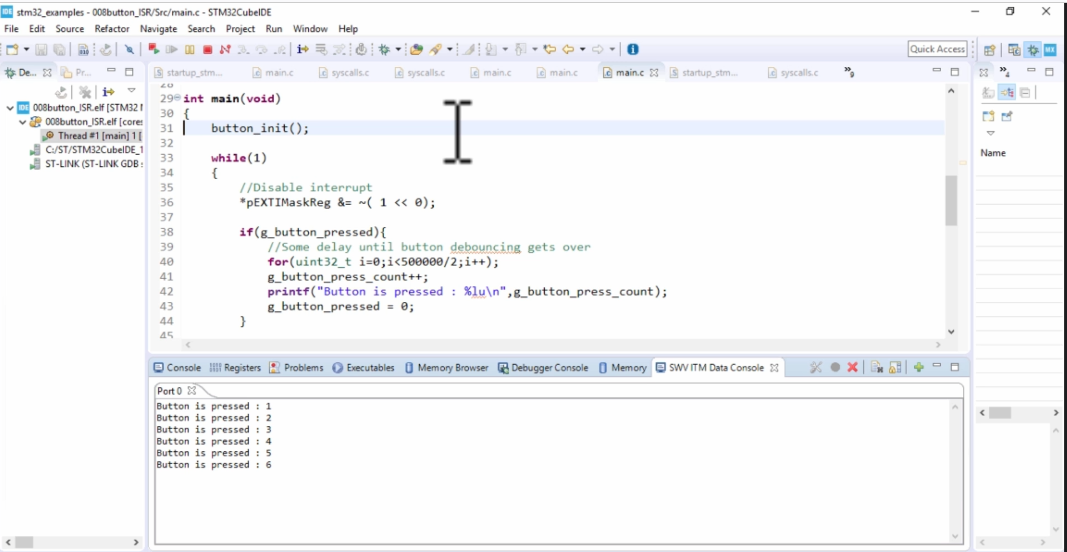 stm32_examples - 008button_ISR/Src/main.c - STM32CubeIDE
File Edit Source Refactor Navigate Search Project Run Window Help
Quick Access
De... Pr...
startup_stm... main.c syscalls.c syscalls.c main.c main.c main.c startup_stm... syscalls.c »9
»4
008button_ISR.elf [STM32
008button_ISR.elf [cores
Thread #1 [main] 1 [
C:/ST/STM32CubeIDE_1
ST-LINK (ST-LINK GDB
28
29 int main(void)
30 {
31 button_init();
32
33 while(1)
34 {
35 //Disable interrupt
36 *pEXTIMaskReg &= ~( 1 << 0);
37
38 if(g_button_pressed){
39 //Some delay until button debouncing gets over
40 for(uint32_t i=0;i<500000/2;i++);
41 g_button_press_count++;
42 printf("Button is pressed : %lu\n",g_button_press_count);
43 g_button_pressed = 0;
44 }
45
Name
Console Registers Problems Executables Memory Browser Debugger Console Memory SWV ITM Data Console
Port 0
Button is pressed : 1
Button is pressed : 2
Button is pressed : 3
Button is pressed : 4
Button is pressed : 5
Button is pressed : 6